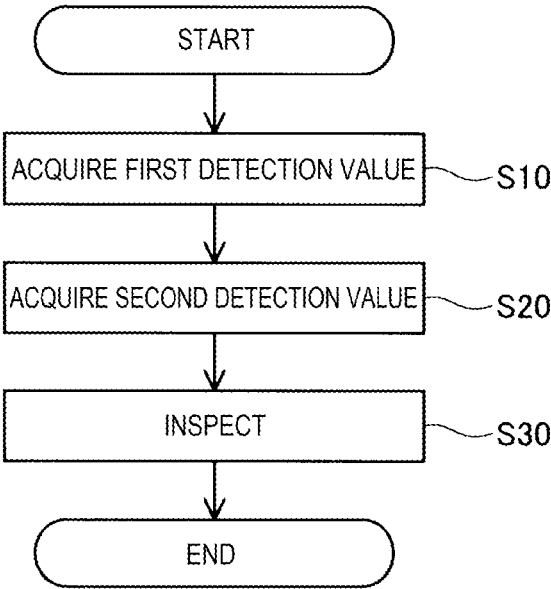 START
ACQUIRE FIRST DETECTION VALUE
S10
ACQUIRE SECOND DETECTION VALUE
S20
INSPECT
S30
END